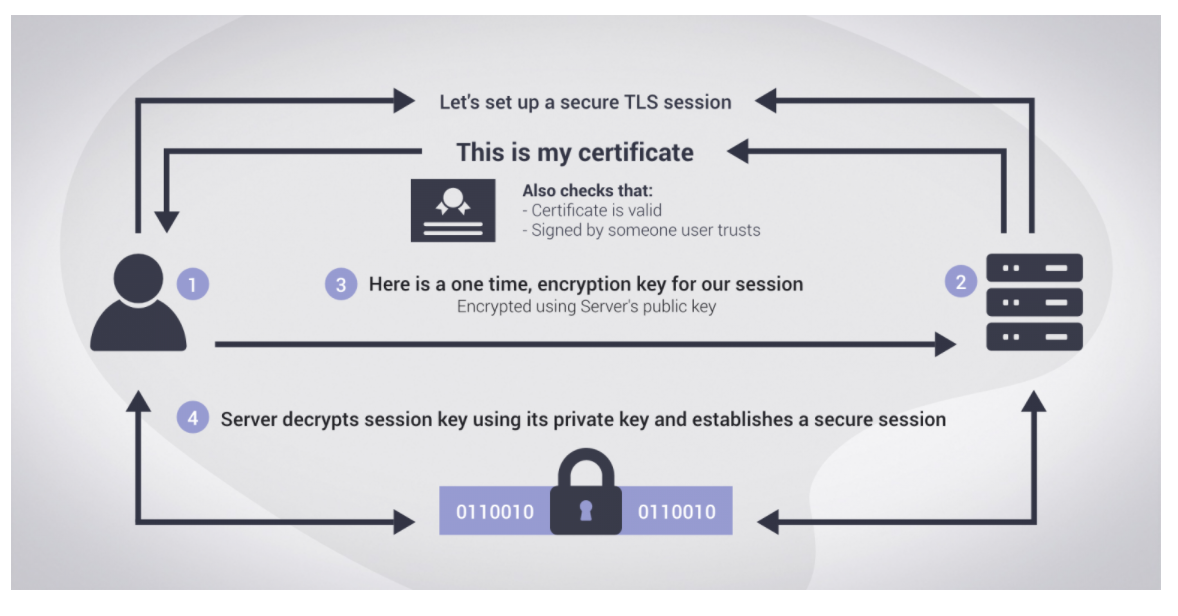 Let's set up a secure TLS session
This is my certificate
Also checks that:
- Certificate is valid
- Signed by someone user trusts
1
3 Here is a one time, encryption key for our session
2
Encrypted using Server's public key
4 Server decrypts session key using its private key and establishes a secure session
0110010 0110010